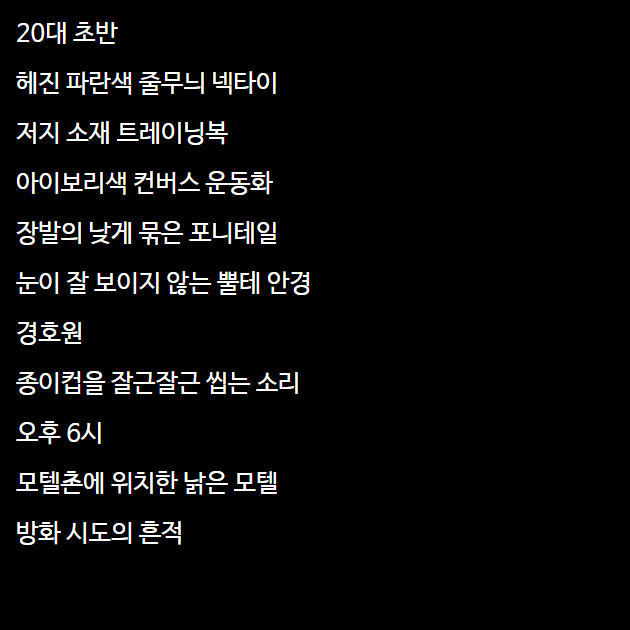 20대 초반
헤진 파란색 줄무늬 넥타이
저지 소재 트레이닝복
아이보리색 컨버스 운동화
장발의 낮게 묶은 포니테일
눈이 잘 보이지 않는 뿔테 안경
경호원
종이컵을 잘근잘근 씹는 소리
오후 6시
모텔촌에 위치한 낡은 모텔
방화 시도의 흔적